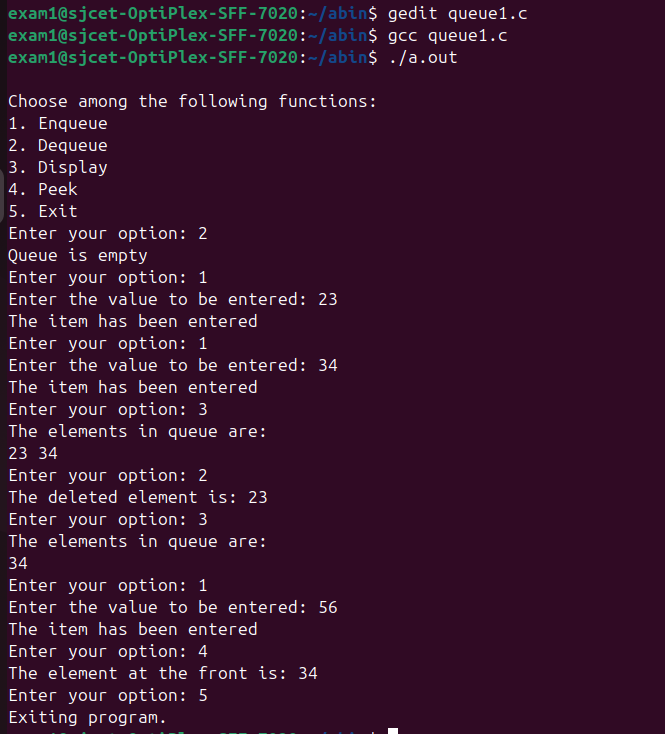 exam1@sjcet-OptiPlex-SFF-7020:~/abin$ gedit queue1.c
exam1@sjcet-OptiPlex-SFF-7020:~/abin$ gcc queue1.c
exam1@sjcet-OptiPlex-SFF-7020:~/abin$ ./a.out
Choose among the following functions:
1. Enqueue
2. Dequeue
3. Display
4. Peek
5. Exit
Enter your option: 2
Queue is empty
Enter your option: 1
Enter the value to be entered: 23
The item has been entered
Enter your option: 1
Enter the value to be entered: 34
The item has been entered
Enter your option: 3
The elements in queue are:
23 34
Enter your option: 2
The deleted element is: 23
Enter your option: 3
The elements in queue are:
34
Enter your option: 1
Enter the value to be entered: 56
The item has been entered
Enter your option: 4
The element at the front is: 34
Enter your option: 5
Exiting program.
exam1@sjcet-OptiPlex-SFF-7020:~/abin$